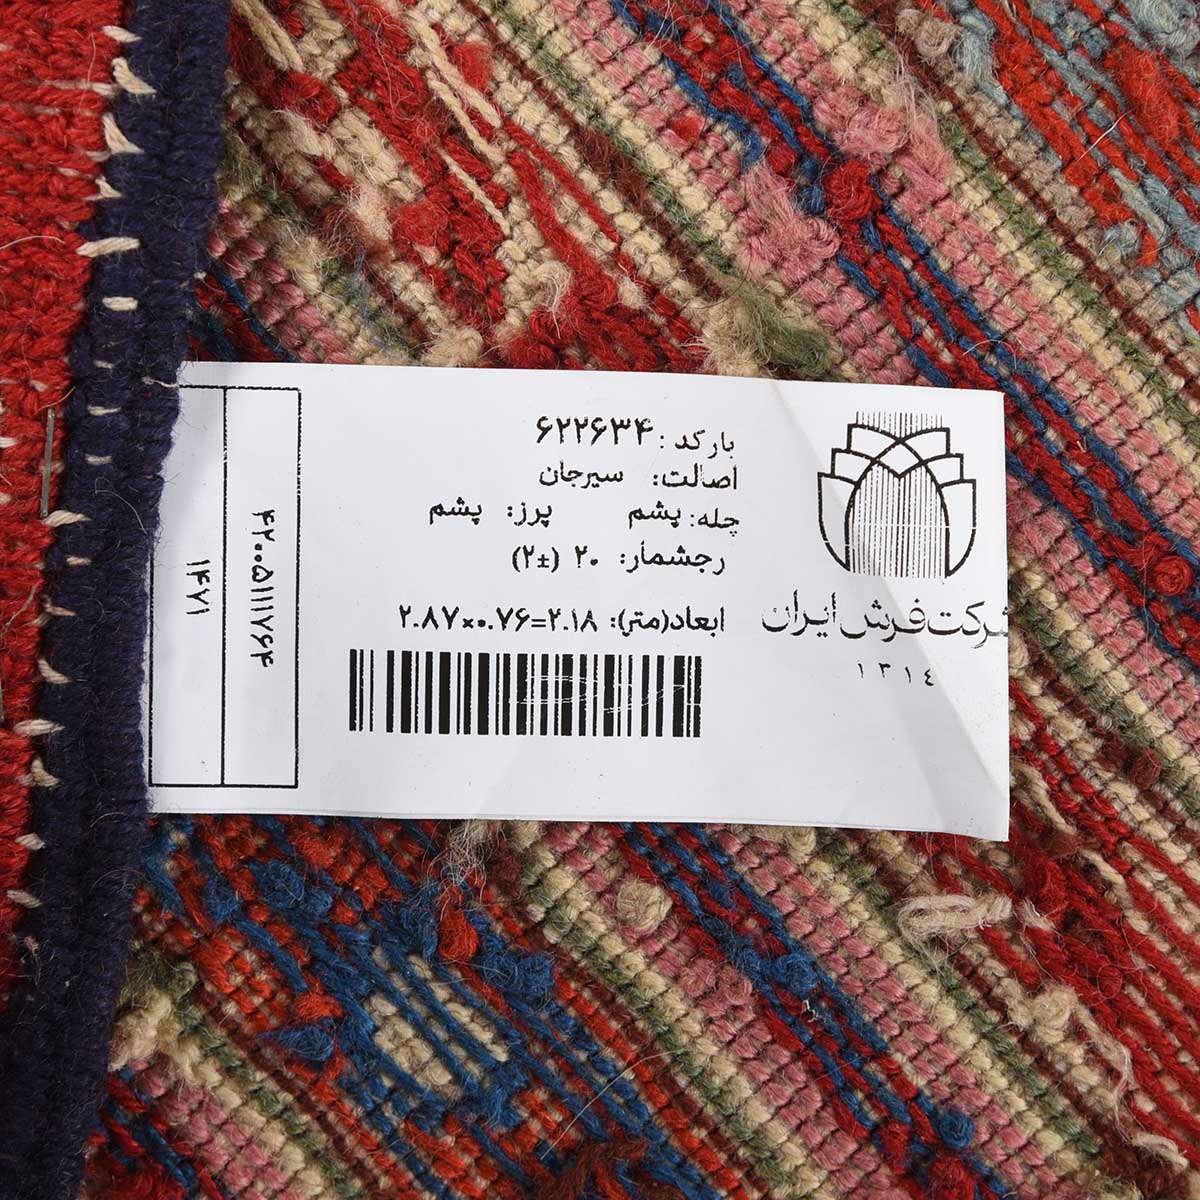 بارکد: ۶۲۲۶۳۴
اصالت: سیرجان
چله: پشم پرز: پشم
رجشمار: ۲۰ (±۲)
ابعاد(متر): ۲.۸۷×۰.۷۶=۲.۱۸
شرکت فرش ایران
١٣١٤
۴۲۰۰۵۱۱۱۷۶۴
۱۴۷۱